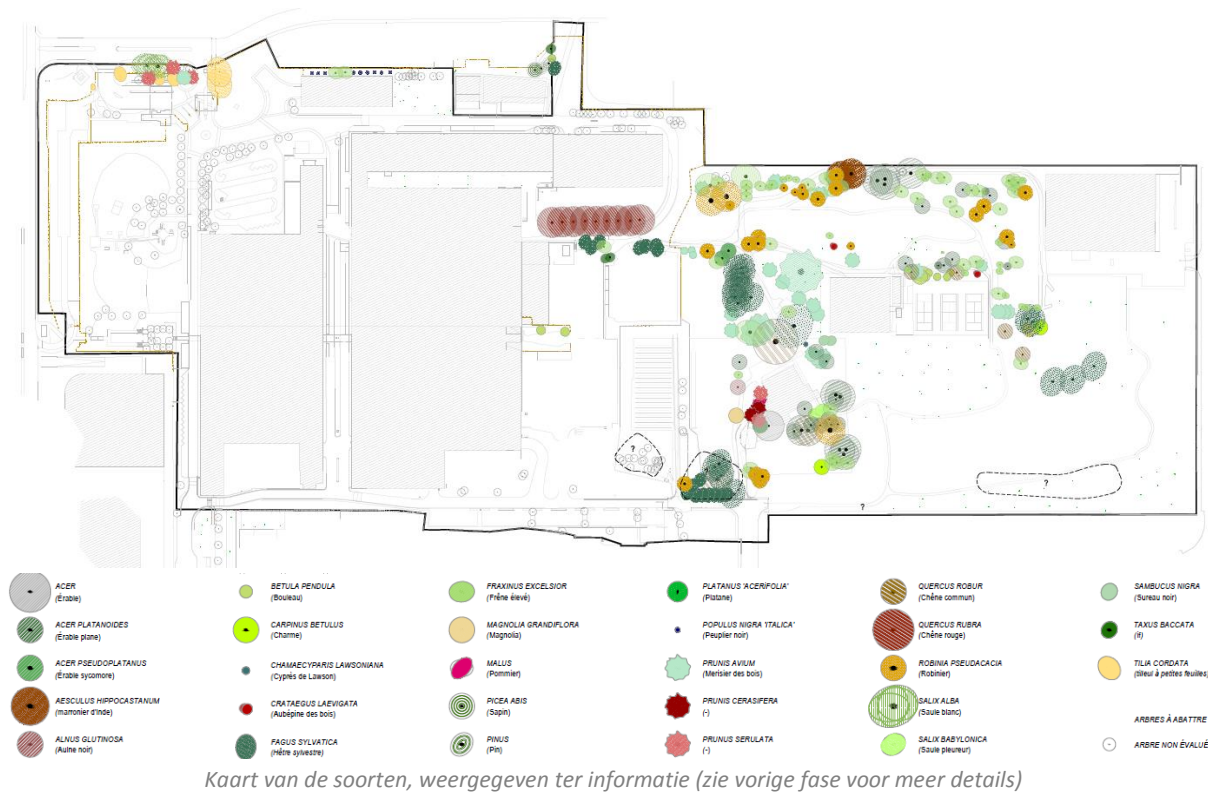 ?
?
?
ACER
(Érable)
ACER PLATANOIDES
(Érable plane)
ACER PSEUDOPLATANUS
(Érable sycomore)
AESCULUS HIPPOCASTANUM
(marronier d'Inde)
ALNUS GLUTINOSA
(Aulne noir)
BETULA PENDULA
(Bouleau)
CARPINUS BETULUS
(Charme)
CHAMAECYPARIS LAWSONIANA
(Cyprés de Lawson)
CRATAEGUS LAEVIGATA
(Aubépine des bois)
FAGUS SYLVATICA
(Hêtre sylvestre)
FRAXINUS EXCELSIOR
(Frêne élevé)
MAGNOLIA GRANDIFLORA
(Magnolia)
MALUS
(Pommier)
PICEA ABIS
(Sapin)
PINUS
(Pin)
PLATANUS 'ACERIFOLIA'
(Platane)
POPULUS NIGRA 'ITALICA'
(Peuplier noir)
PRUNIS AVIUM
(Merisier des bois)
PRUNIS CERASIFERA
(-)
PRUNUS SERULATA
(-)
QUERCUS ROBUR
(Chêne commun)
QUERCUS RUBRA
(Chêne rouge)
ROBINIA PSEUDACACIA
(Robinier)
SALIX ALBA
(Saule blanc)
SALIX BABYLONICA
(Saule pleureur)
SAMBUCUS NIGRA
(Sureau noir)
TAXUS BACCATA
(if)
TILIA CORDATA
(tilleul à petites feuilles)
ARBRES À ABATTRE
ARBRE NON ÉVALUÉ
Kaart van de soorten, weergegeven ter informatie (zie vorige fase voor meer details)